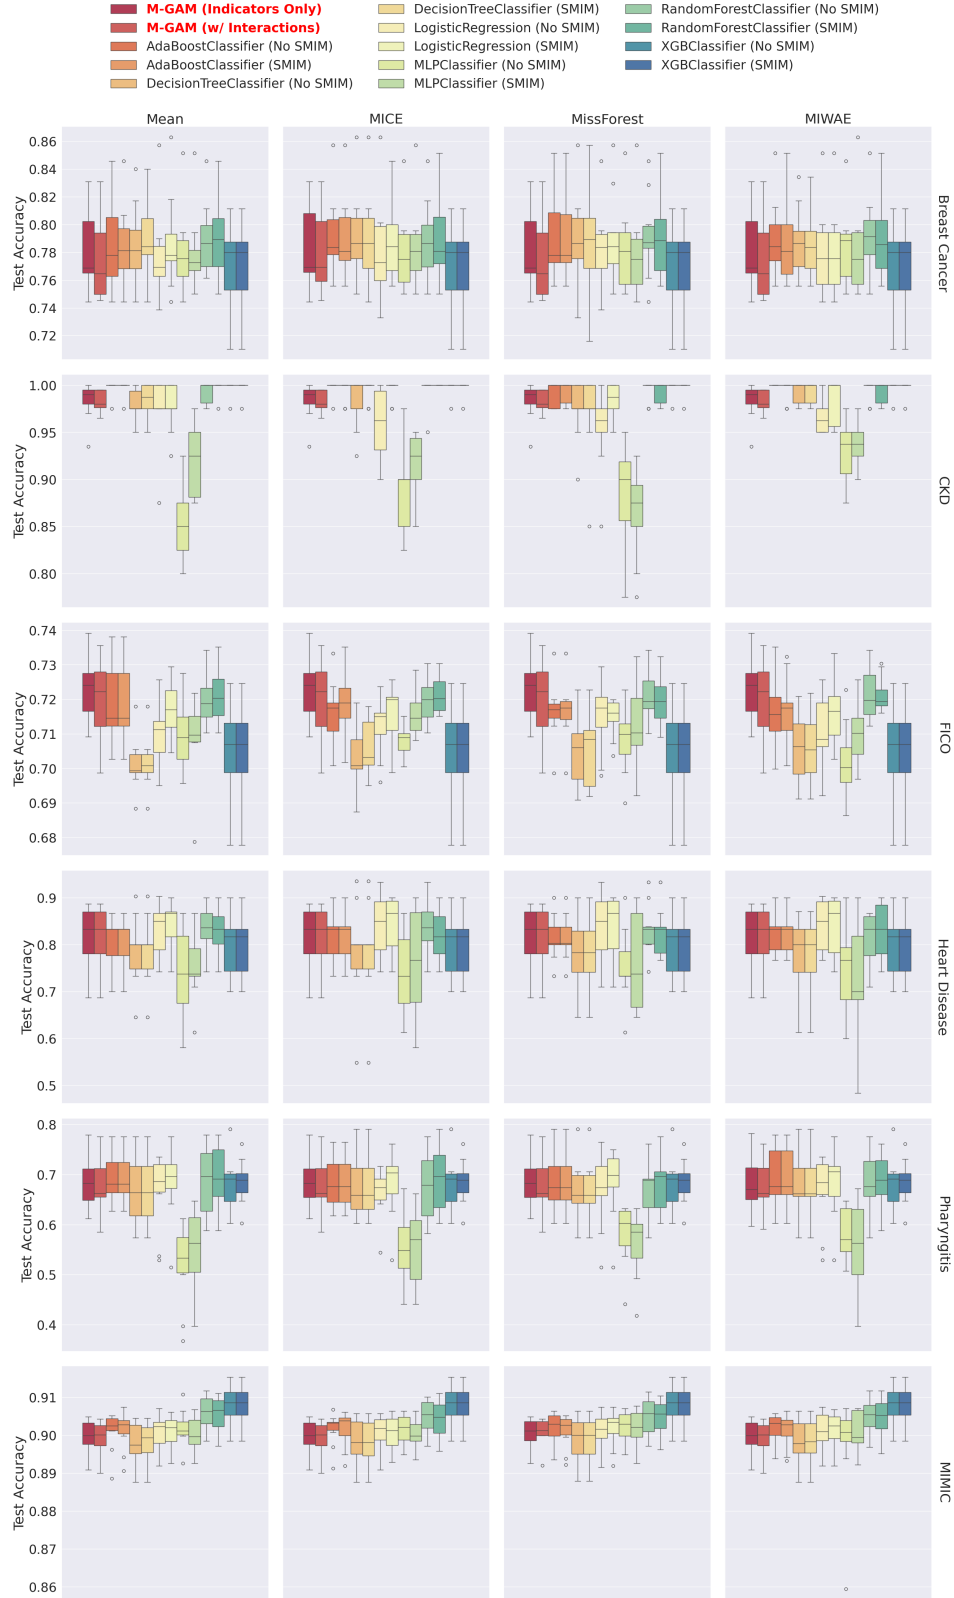 M-GAM (Indicators Only)
M-GAM (w/ Interactions)
AdaBoostClassifier (No SMIM)
AdaBoostClassifier (SMIM)
DecisionTreeClassifier (No SMIM)
DecisionTreeClassifier (SMIM)
LogisticRegression (No SMIM)
LogisticRegression (SMIM)
MLPClassifier (No SMIM)
MLPClassifier (SMIM)
RandomForestClassifier (No SMIM)
RandomForestClassifier (SMIM)
XGBClassifier (No SMIM)
XGBClassifier (SMIM)
Mean
MICE
MissForest
MIWAE
Test Accuracy
0.86
0.84
0.82
0.80
0.78
0.76
0.74
0.72
Breast Cancer
Test Accuracy
1.00
0.95
0.90
0.85
0.80
CKD
Test Accuracy
0.74
0.73
0.72
0.71
0.70
0.69
0.68
FICO
Test Accuracy
0.9
0.8
0.7
0.6
0.5
Heart Disease
Test Accuracy
0.8
0.7
0.6
0.5
0.4
Pharyngitis
Test Accuracy
0.91
0.90
0.89
0.88
0.87
0.86
MIMIC